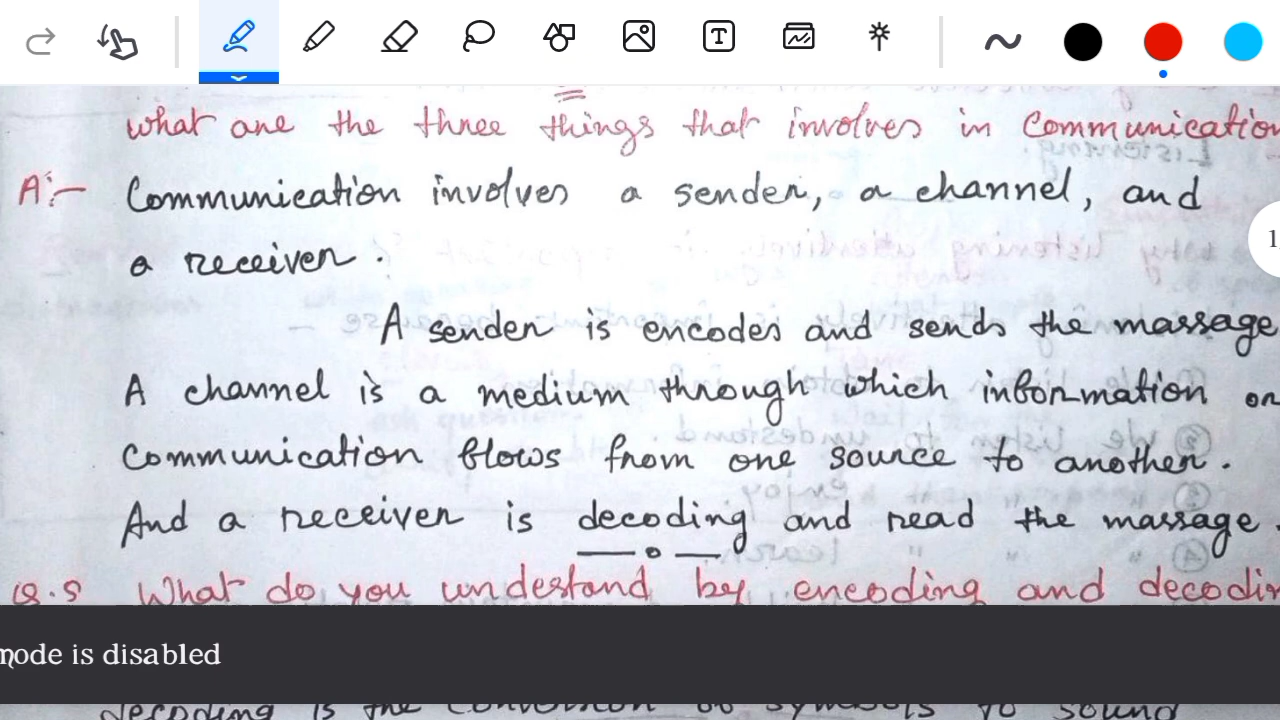 what are the three things that involves in Communication
A:- Communication involves a sender, a channel, and
a receiver.
A sender is encodes and sends the massage
A channel is a medium through which information or
communication flows from one source to another.
And a receiver is decoding and read the massage.
Q.5 What do you undestand by encoding and decodin
mode is disabled
decoding is the conversion of symbols to sound
1